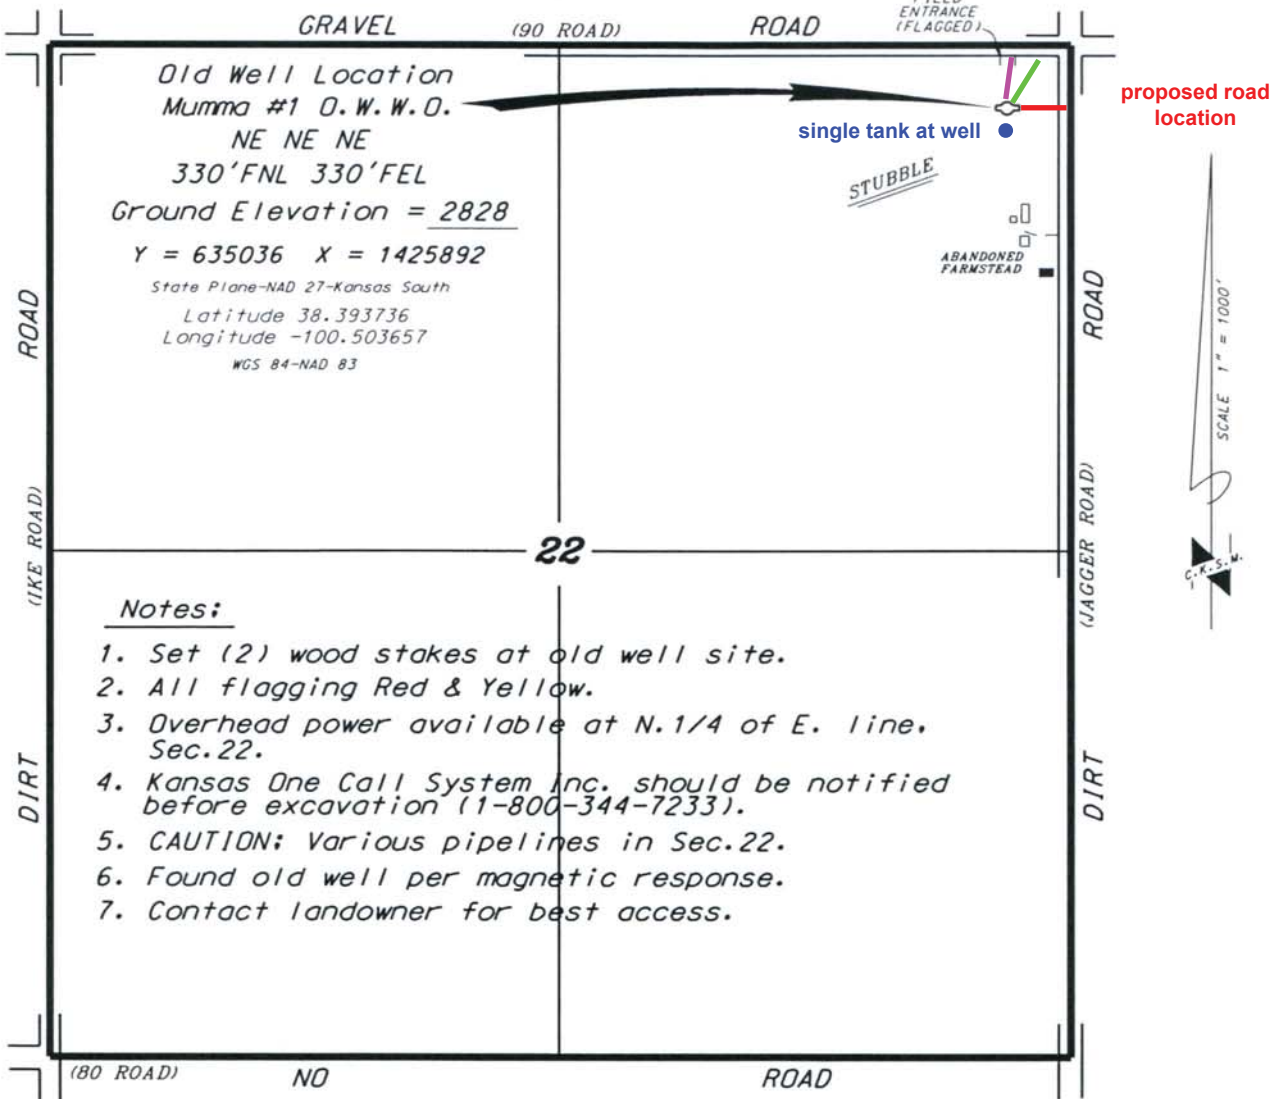 GRAVEL (90 ROAD) ROAD
FIELD
ENTRANCE
(FLAGGED)
Old Well Location
Mumma #1 O.W.W.O.
NE NE NE
330'FNL 330'FEL
Ground Elevation = 2828
Y = 635036 X = 1425892
State Plane-NAD 27-Kansas South
Latitude 38.393736
Longitude -100.503657
WGS 84-NAD 83
proposed road
location
single tank at well
STUBBLE
ABANDONED
FARMSTEAD
ROAD
(IKE ROAD)
DIRT
ROAD
(JAGGER ROAD)
DIRT
SCALE 1" = 1000'
C.K.S.M.
22
Notes:
1. Set (2) wood stakes at old well site.
2. All flagging Red & Yellow.
3. Overhead power available at N.1/4 of E. line.
Sec.22.
4. Kansas One Call System Inc. should be notified
before excavation (1-800-344-7233).
5. CAUTION: Various pipelines in Sec.22.
6. Found old well per magnetic response.
7. Contact landowner for best access.
(80 ROAD) NO ROAD